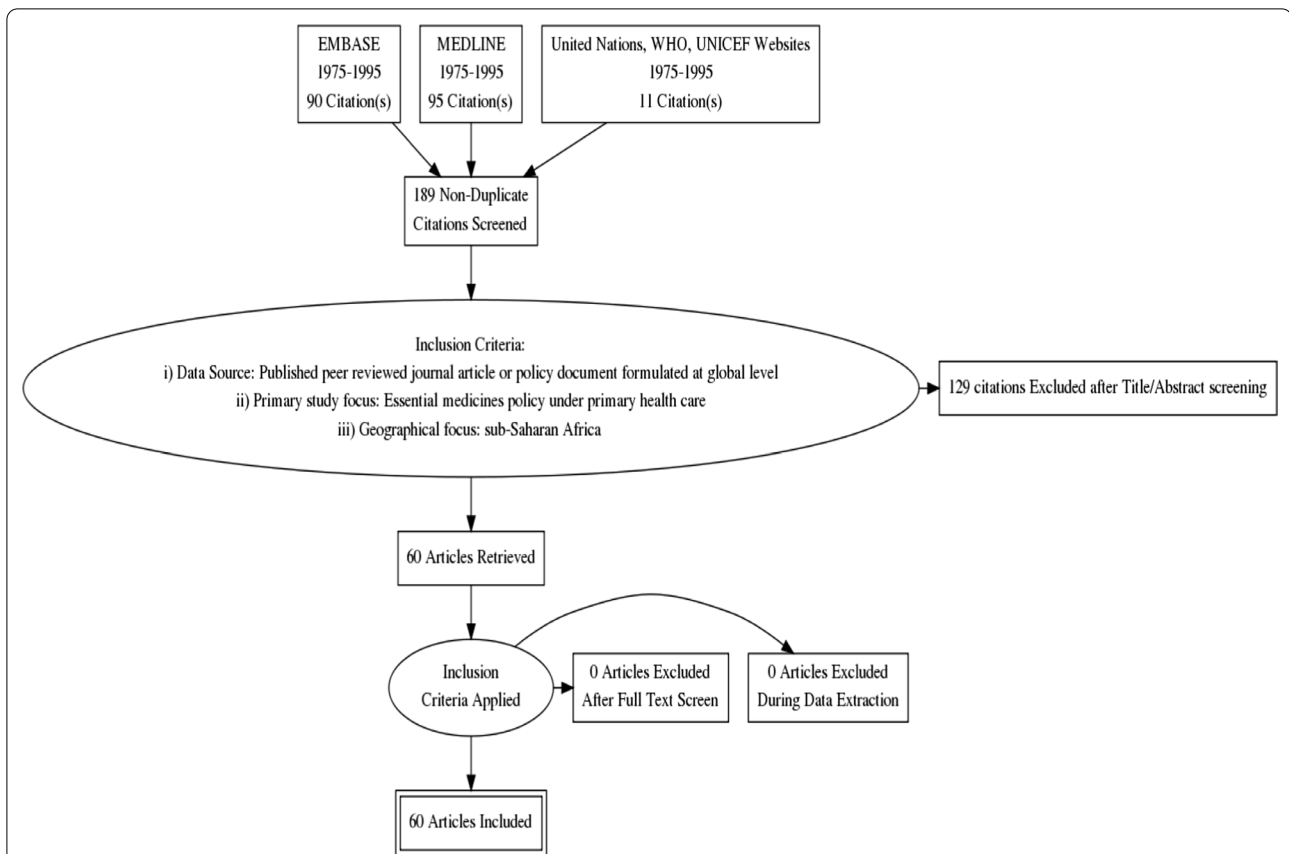 EMBASE
1975-1995
90 Citation(s)
MEDLINE
1975-1995
95 Citation(s)
United Nations, WHO, UNICEF Websites
1975-1995
11 Citation(s)
189 Non-Duplicate
Citations Screened
Inclusion Criteria:
i) Data Source: Published peer reviewed journal article or policy document formulated at global level
ii) Primary study focus: Essential medicines policy under primary health care
iii) Geographical focus: sub-Saharan Africa
129 citations Excluded after Title/Abstract screening
60 Articles Retrieved
Inclusion
Criteria Applied
0 Articles Excluded
After Full Text Screen
0 Articles Excluded
During Data Extraction
60 Articles Included